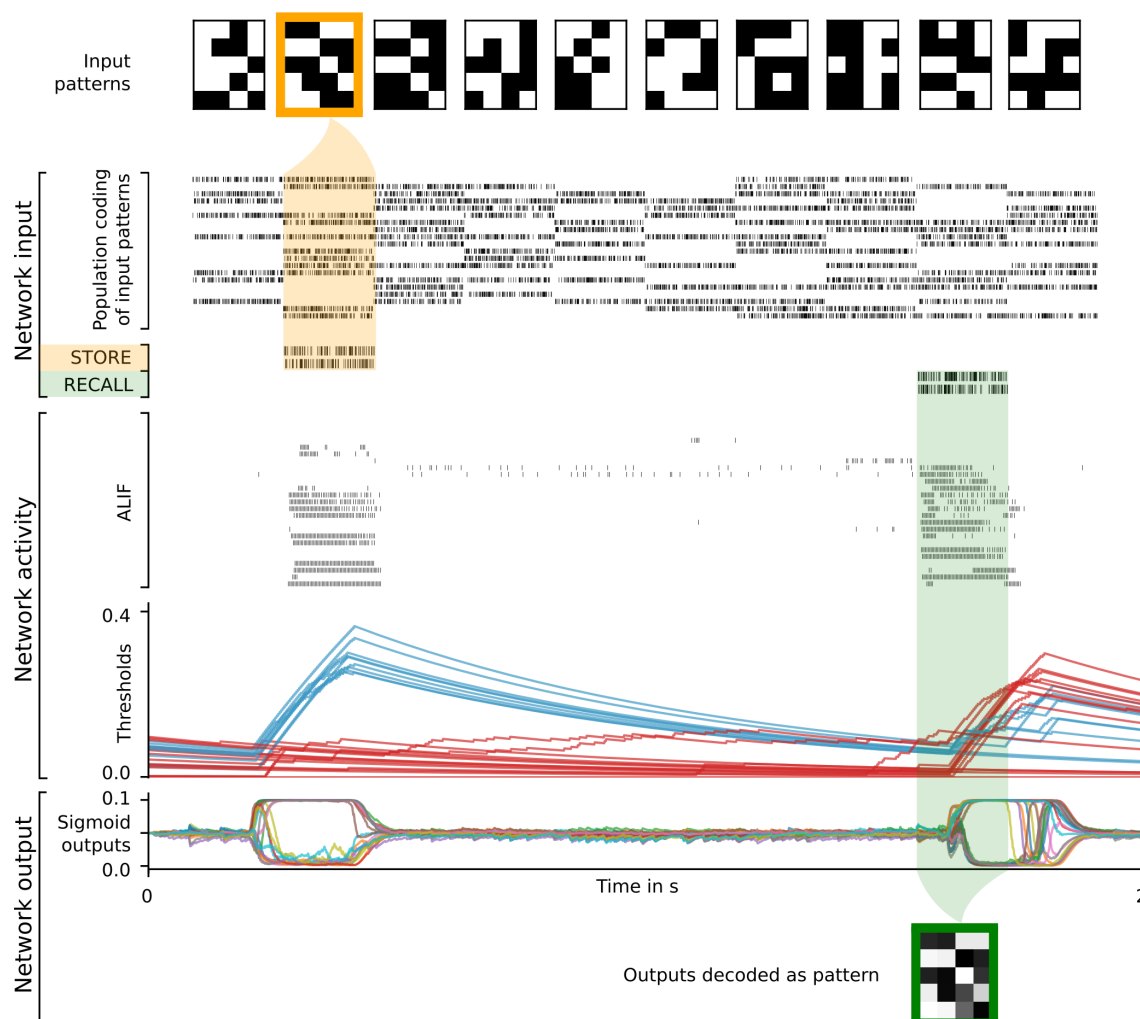 Input
patterns
Network input
Population coding
of input patterns
STORE
RECALL
Network activity
ALIF
0.4
Thresholds
0.0
Network output
0.1
Sigmoid
outputs
0.0
Time in s
0
2
Outputs decoded as pattern